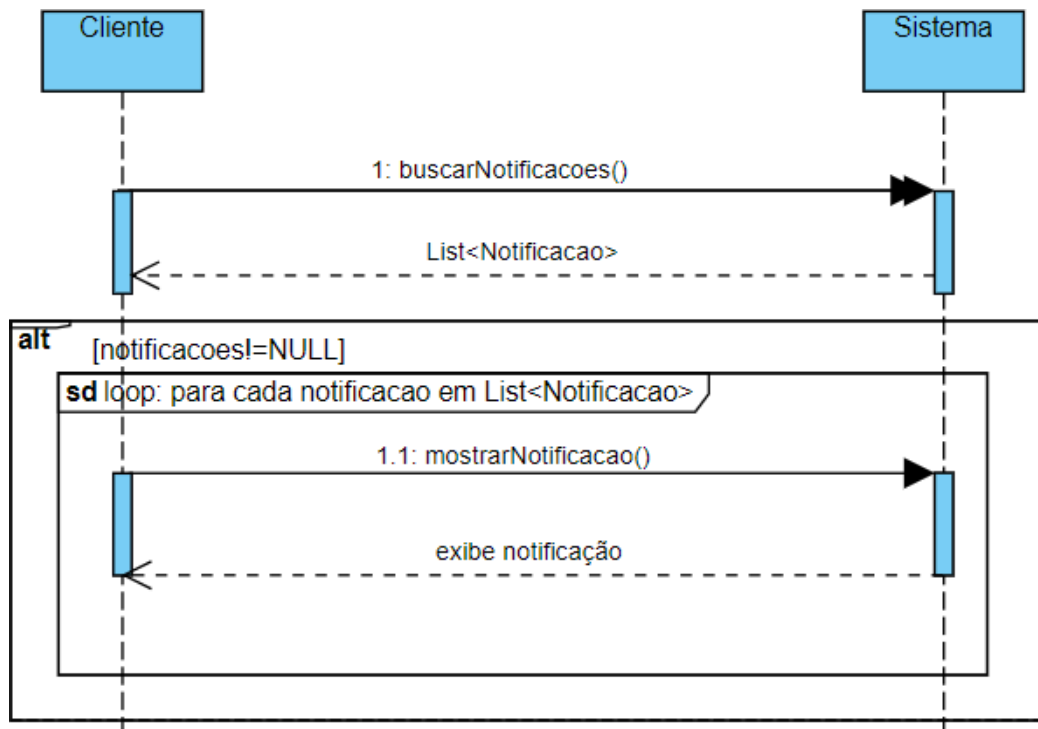 Cliente
Sistema
1: buscarNotificacoes()
List<Notificacao>
alt
[notificacoes!=NULL]
sd loop: para cada notificacao em List<Notificacao>
1.1: mostrarNotificacao()
exibe notificação